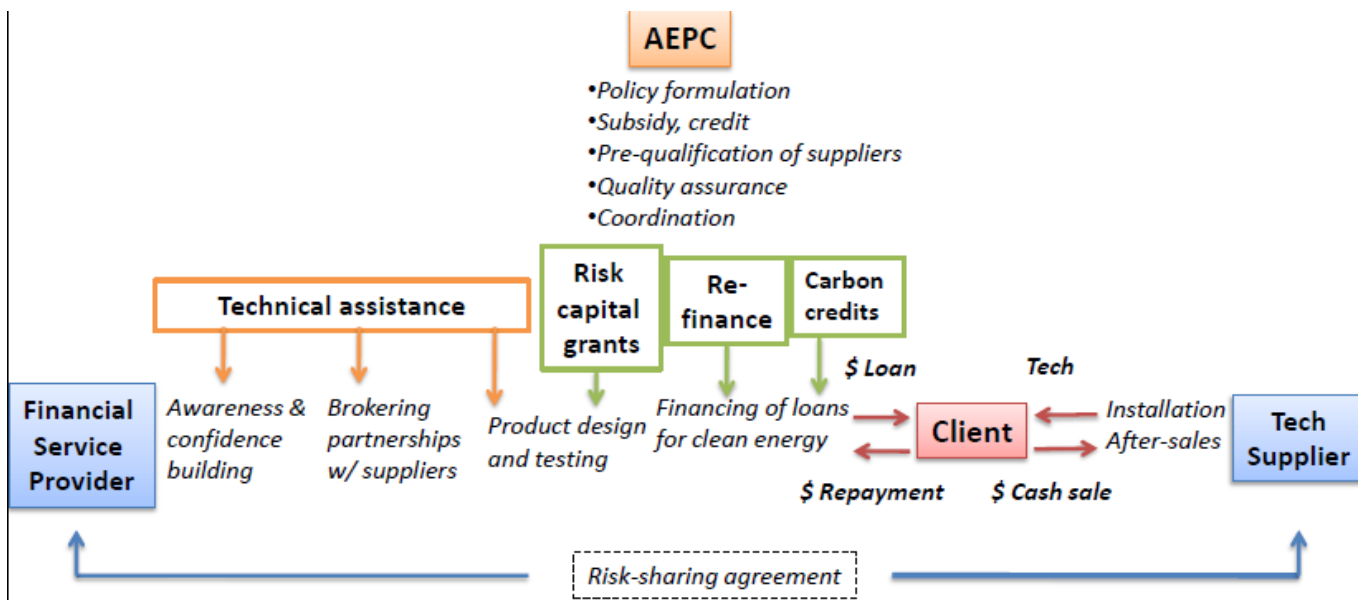 AEPC
•Policy formulation
•Subsidy, credit
•Pre-qualification of suppliers
•Quality assurance
•Coordination
Technical assistance
Risk
capital
grants
Re-
finance
Carbon
credits
$ Loan
Tech
Financial
Service
Provider
Awareness &
confidence
building
Brokering
partnerships
w/ suppliers
Product design
and testing
Financing of loans
for clean energy
Client
Installation
After-sales
Tech
Supplier
$ Repayment
$ Cash sale
Risk-sharing agreement